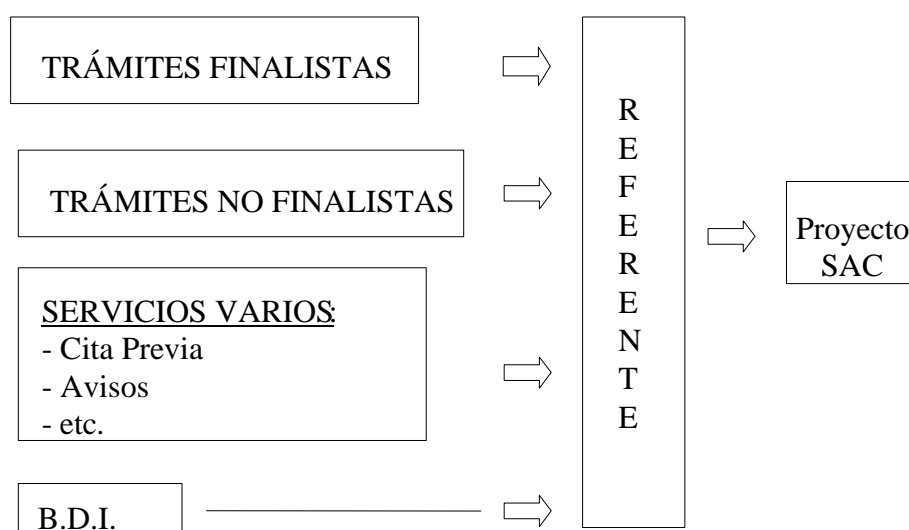 TRÁMITES FINALISTAS
TRÁMITES NO FINALISTAS
SERVICIOS VARIOS:
- Cita Previa
- Avisos
- etc.
B.D.I.
R
E
F
E
R
E
N
T
E
Proyecto
SAC